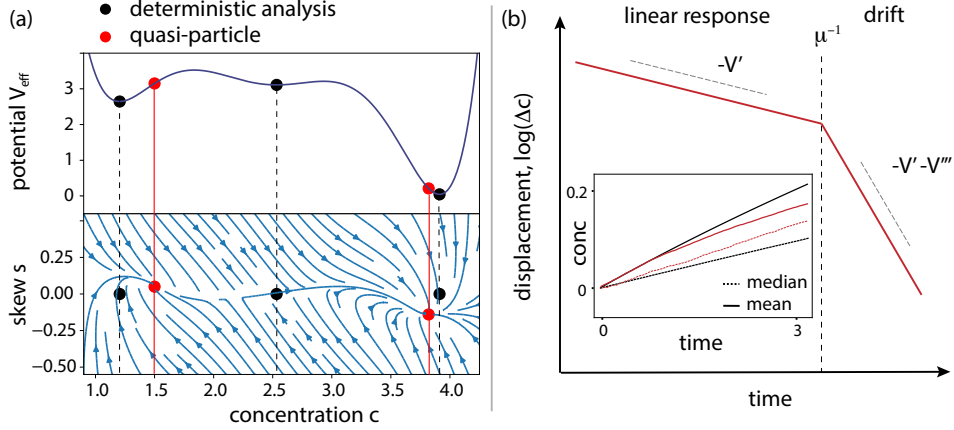 (a)
deterministic analysis
quasi-particle
potential V_eff
3
2
1
0
skew s
0.25
0.00
−0.25
−0.50
1.0
1.5
2.0
2.5
3.0
3.5
4.0
concentration c
(b)
linear response
drift
μ⁻¹
-V'
-V'-V'''
displacement, log(Δc)
0.2
conc
0
median
mean
0
3
time
time